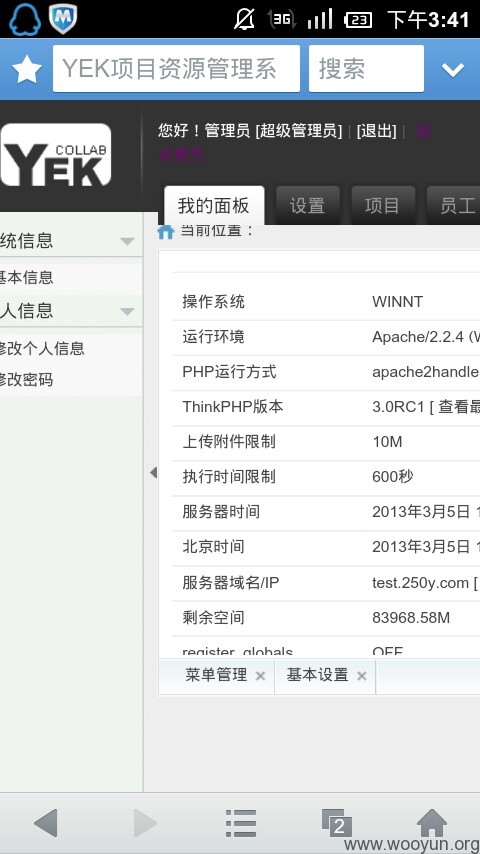 3G 23 下午3:41
YEK项目资源管理系 搜索
COLLAB
YEK
您好！管理员 [超级管理员] | [退出] |
我的面板 设置 项目 员工
当前位置：
统信息
基本信息
人信息
修改个人信息
修改密码
操作系统 WINNT
运行环境 Apache/2.2.4 (W
PHP运行方式 apache2handle
ThinkPHP版本 3.0RC1 [ 查看最
上传附件限制 10M
执行时间限制 600秒
服务器时间 2013年3月5日 1
北京时间 2013年3月5日 1
服务器域名/IP test.250y.com [
剩余空间 83968.58M
register_globals OFF
菜单管理 × 基本设置 ×
2
www.wooyun.org